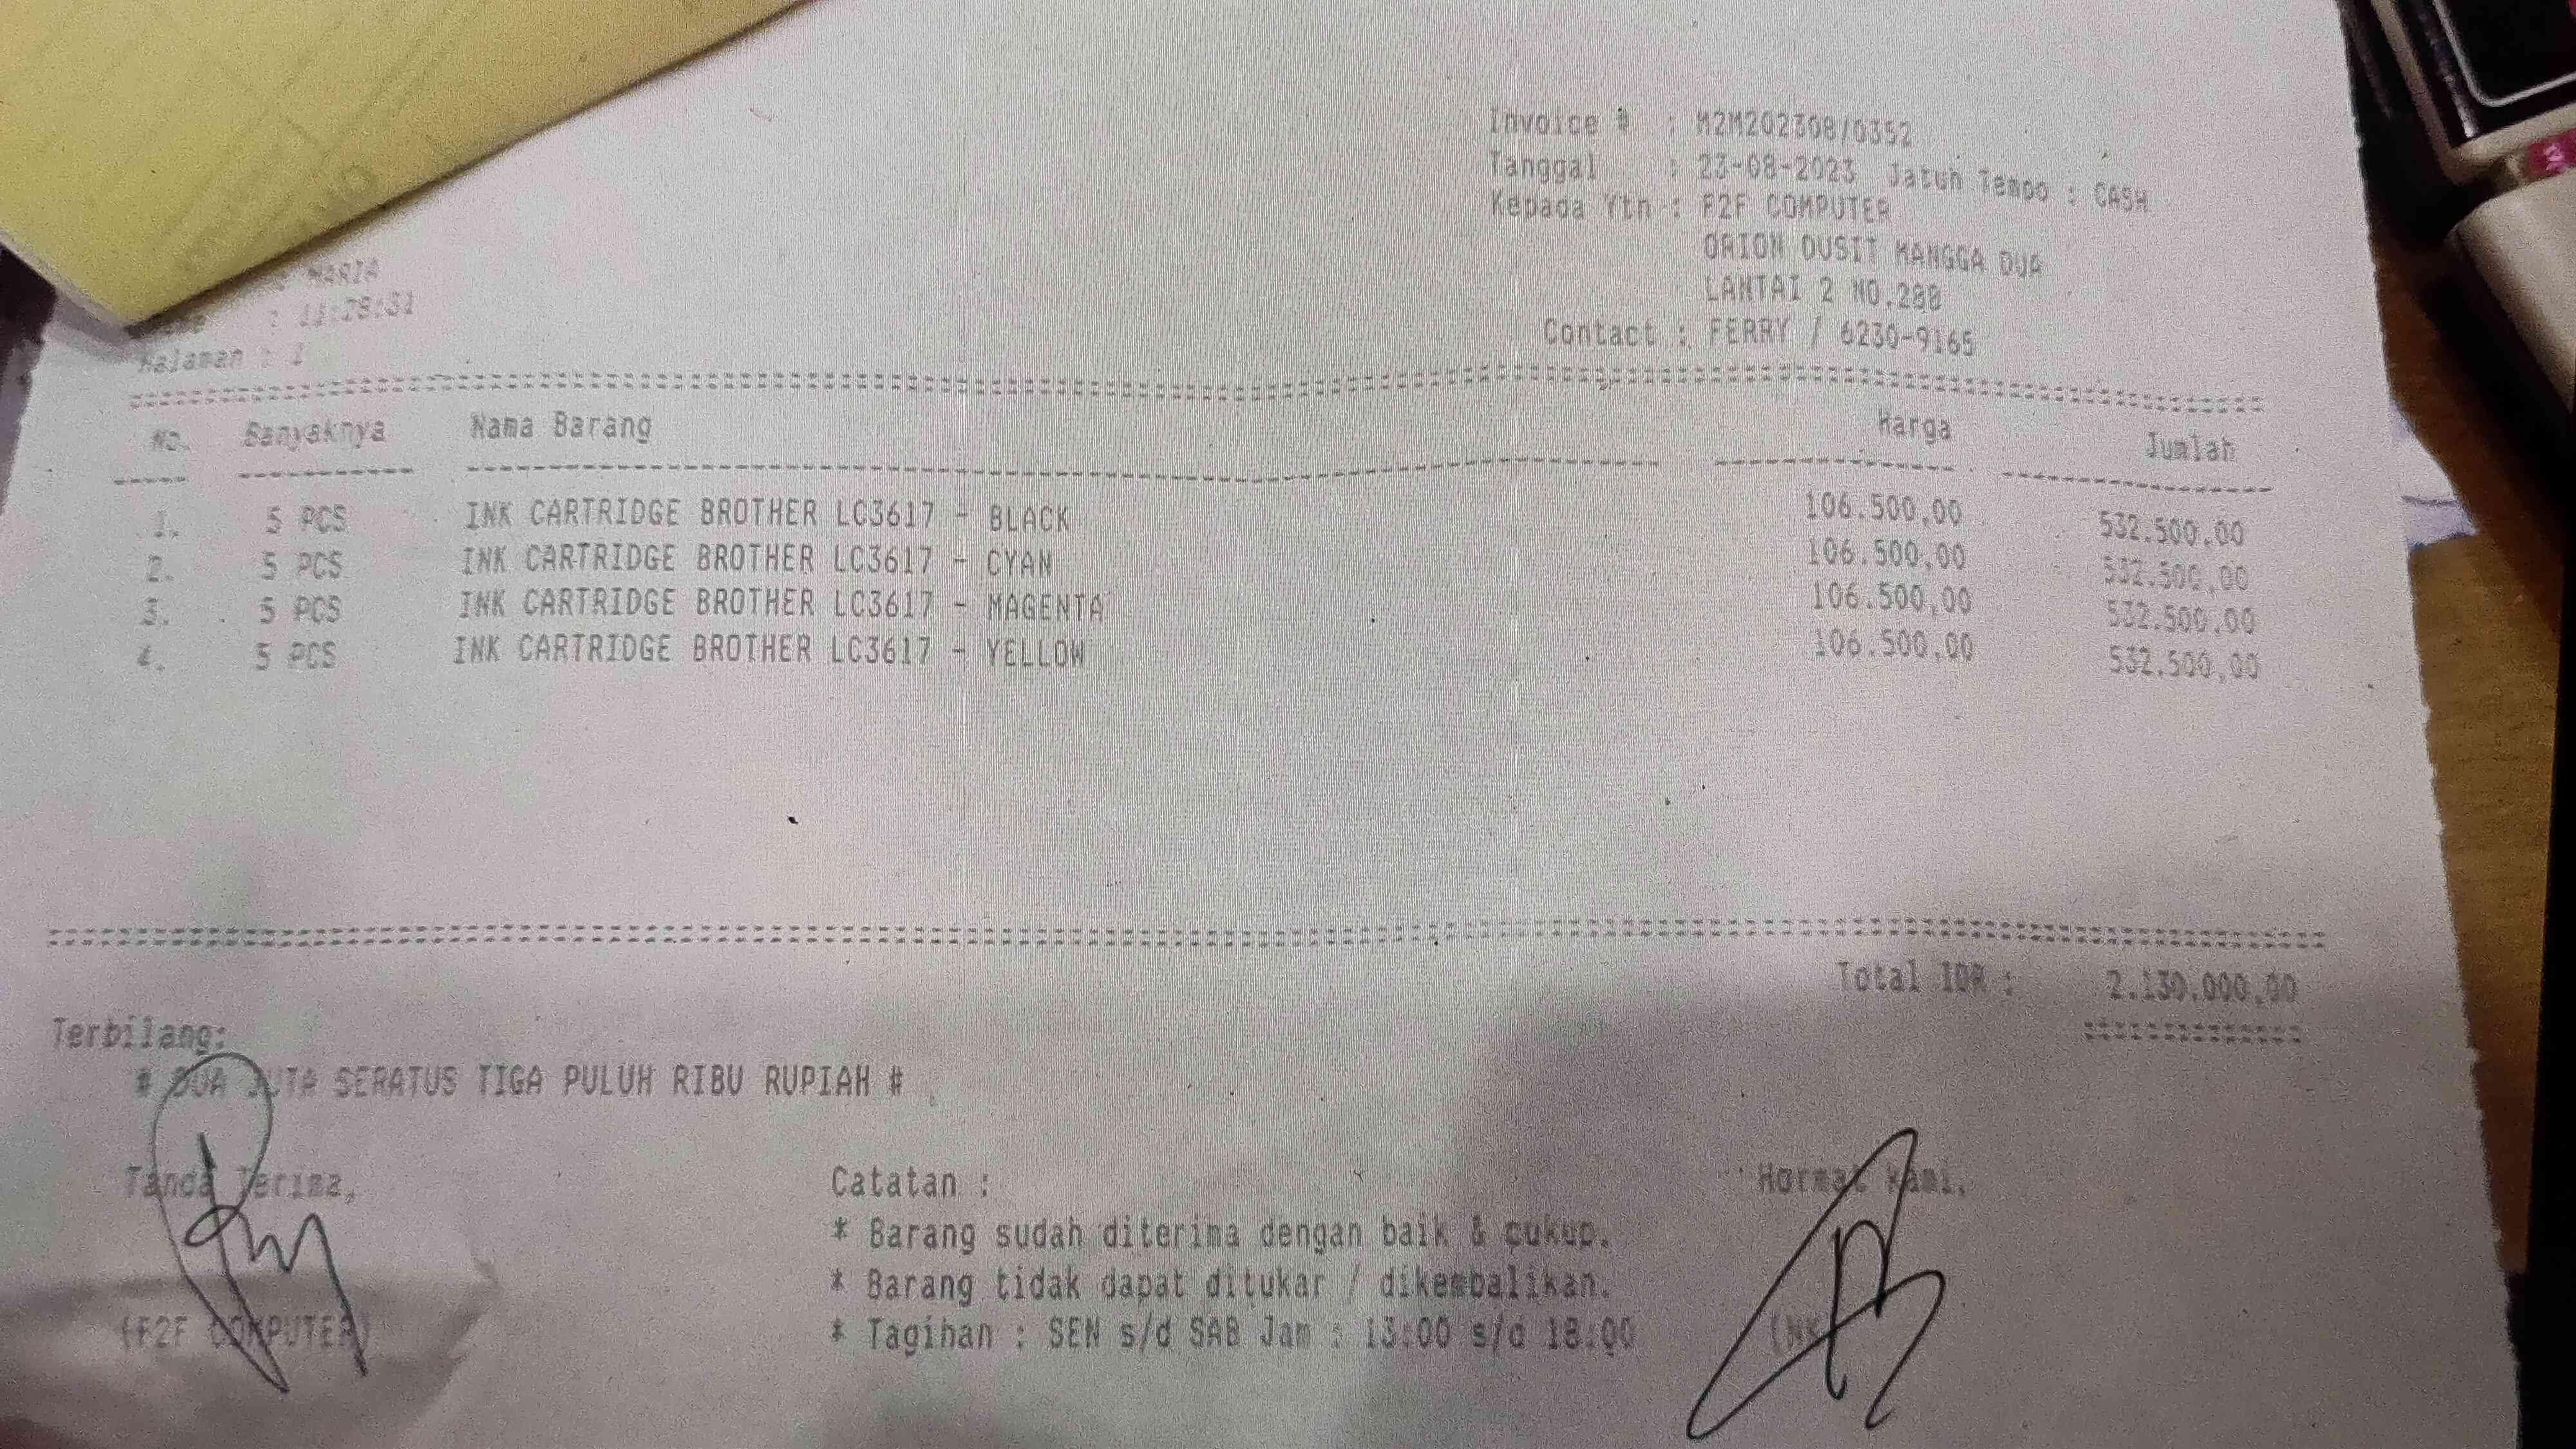 Invoice # : M2M202308/0352
Tanggal : 23-08-2023 Jatuh Tempo : CASH
Kepada Yth : F2F COMPUTER
ORION DUSIT MANGGA DUA
LANTAI 2 NO.
Contact : FERRY / 6230-9165
: MARIA
: 11:28:31
Halaman : 1
No. Banyaknya Nama Barang Harga Jumlah
1. 5 PCS INK CARTRIDGE BROTHER LC3617 - BLACK 106.500,00 532.500,00
2. 5 PCS INK CARTRIDGE BROTHER LC3617 - CYAN 106.500,00 532.500,00
3. 5 PCS INK CARTRIDGE BROTHER LC3617 - MAGENTA 106.500,00 532.500,00
4. 5 PCS INK CARTRIDGE BROTHER LC3617 - YELLOW 106.500,00 532.500,00
Total IDR : 2.130.000,00
Terbilang:
# DUA JUTA SERATUS TIGA PULUH RIBU RUPIAH #
Tanda Terima, Catatan : Hormat kami,
* Barang sudah diterima dengan baik & cukup.
* Barang tidak dapat ditukar / dikembalikan.
(F2F COMPUTER) * Tagihan : SEN s/d SAB Jam : 13:00 s/d 18:00